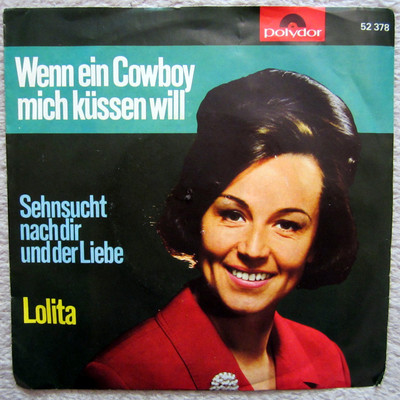 polydor
52 378
Wenn ein Cowboy
mich küssen will
Sehnsucht
nach dir
und der Liebe
Lolita